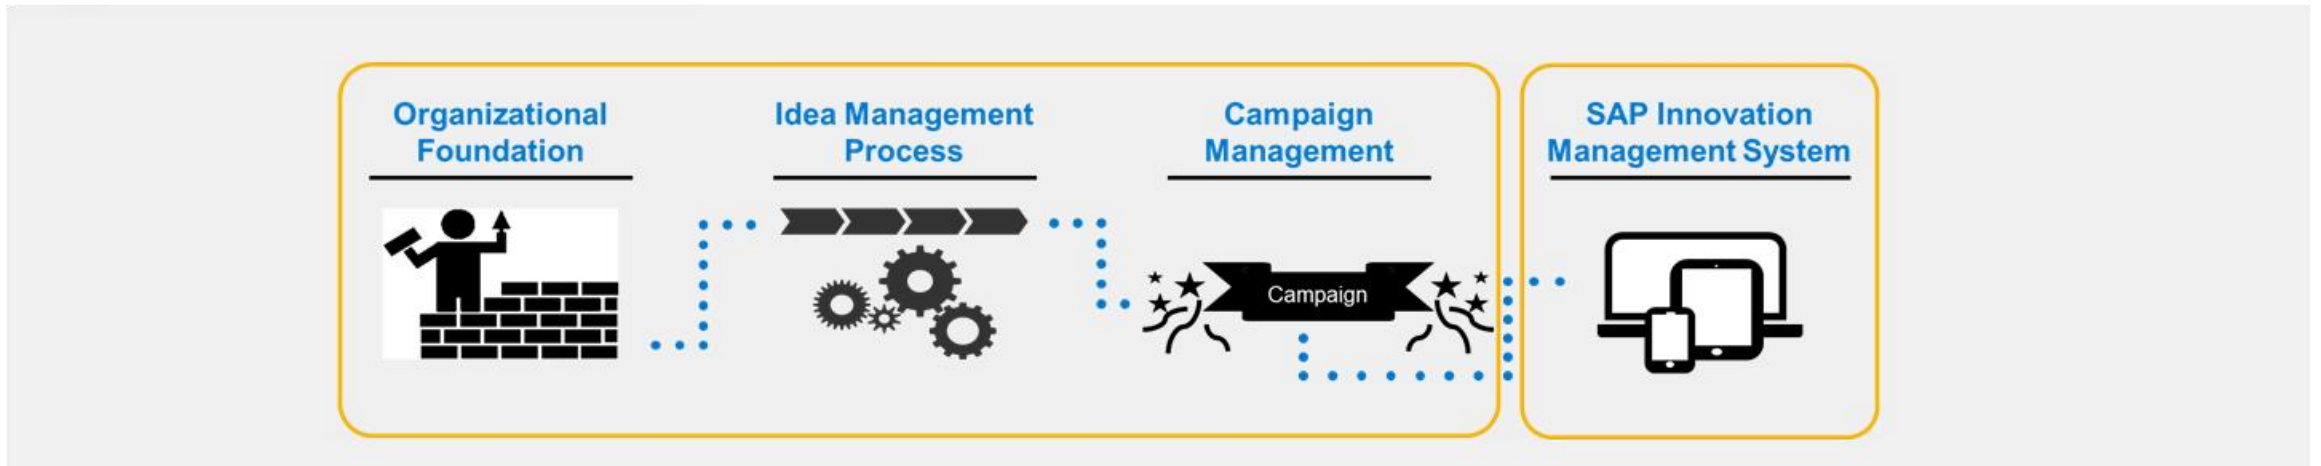 Organizational
Foundation
Idea Management
Process
Campaign
Management
SAP Innovation
Management System
Campaign